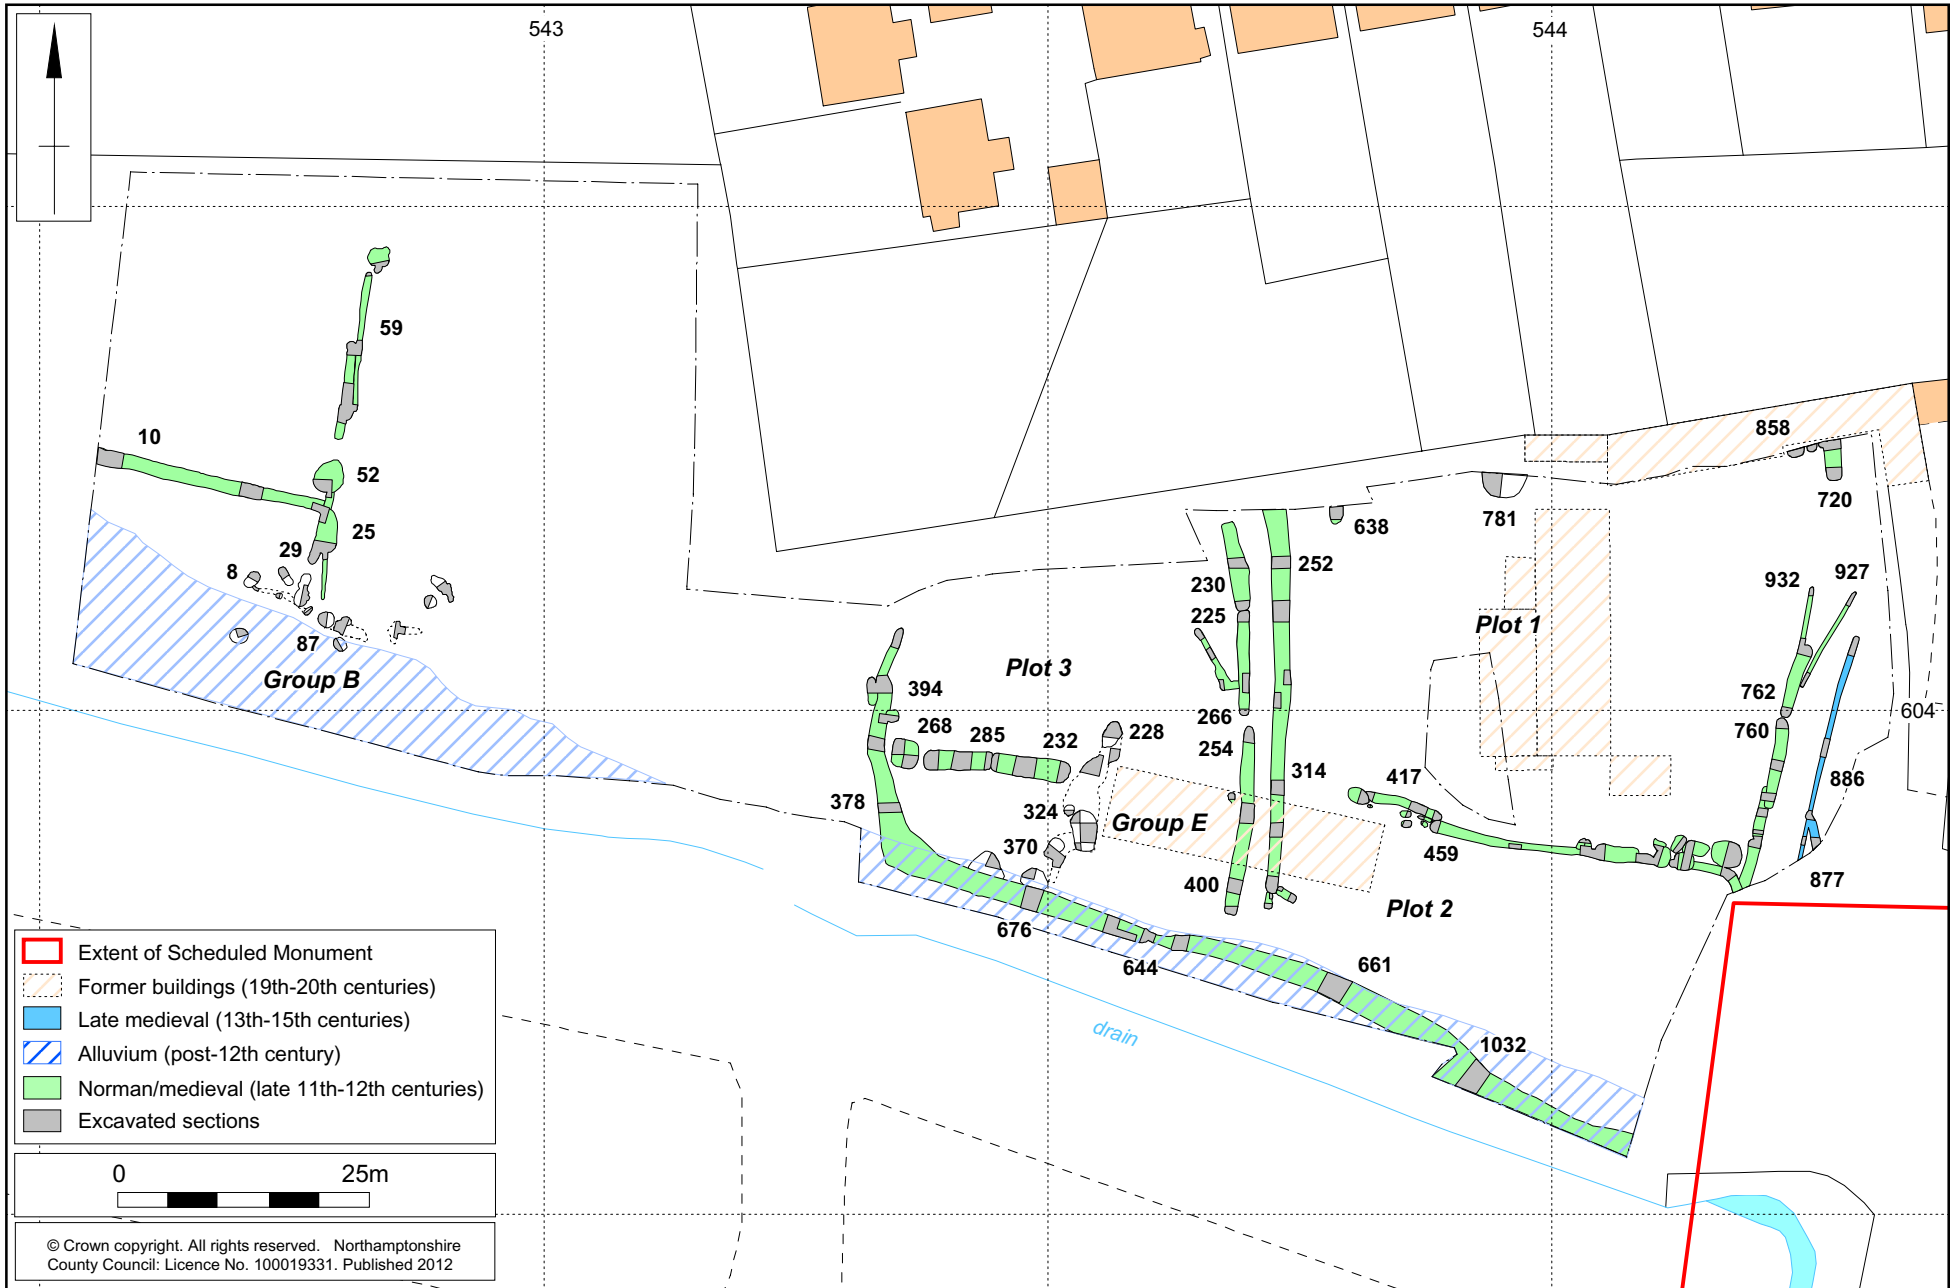 543
544
59
10
52
25
29
8
87
Group B
858
720
781
638
252
230
225
932
927
Plot 1
Plot 3
394
762
604
266
268
285
232
228
254
760
886
314
417
378
324
Group E
459
370
877
400
Plot 2
676
644
661
1032
drain
Extent of Scheduled Monument
Former buildings (19th-20th centuries)
Late medieval (13th-15th centuries)
Alluvium (post-12th century)
Norman/medieval (late 11th-12th centuries)
Excavated sections
0 25m
© Crown copyright. All rights reserved. Northamptonshire
County Council: Licence No. 100019331. Published 2012